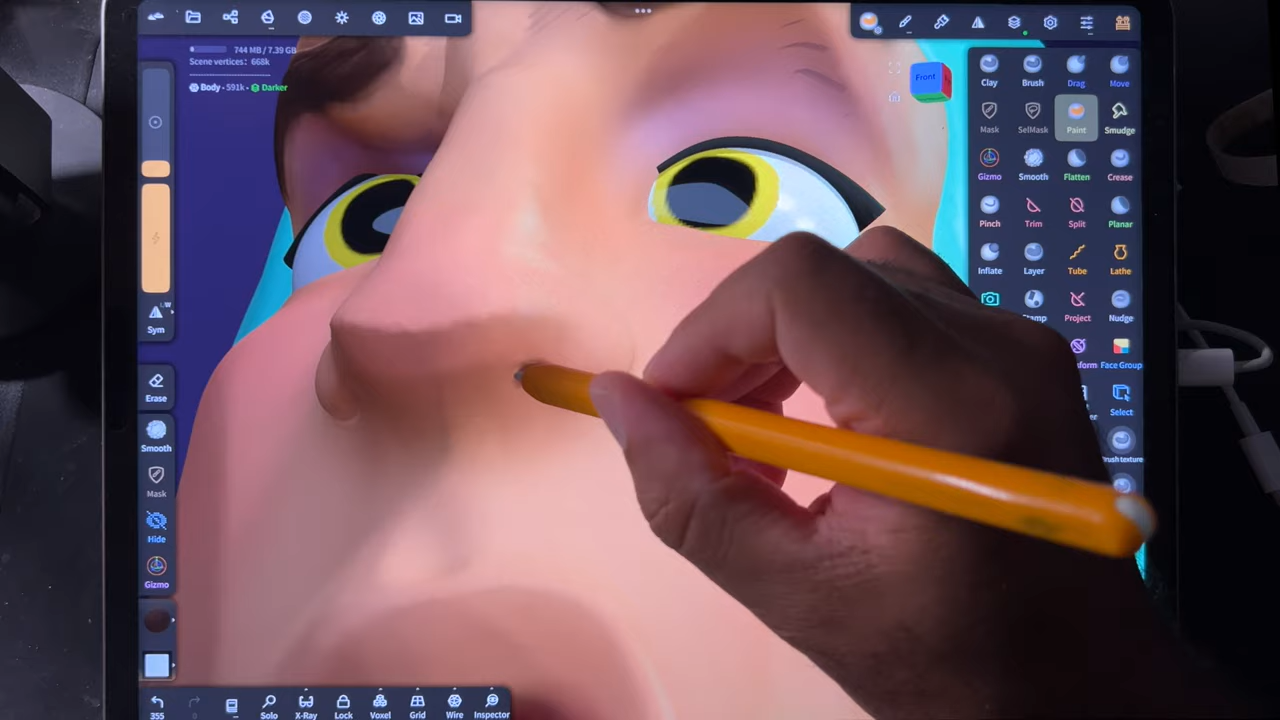 744 MB / 7.39 GB
Scene vertices: 668k
Body - 591k • Darker
Front
Clay
Brush
Drag
Move
Mask
SelMask
Paint
Smudge
Gizmo
Smooth
Flatten
Crease
Pinch
Trim
Split
Planar
Inflate
Layer
Tube
Lathe
Project
Nudge
Face Group
Select
Sym
Erase
Smooth
Mask
Hide
Gizmo
355
0
Solo
X-Ray
Lock
Voxel
Grid
Wire
Inspector